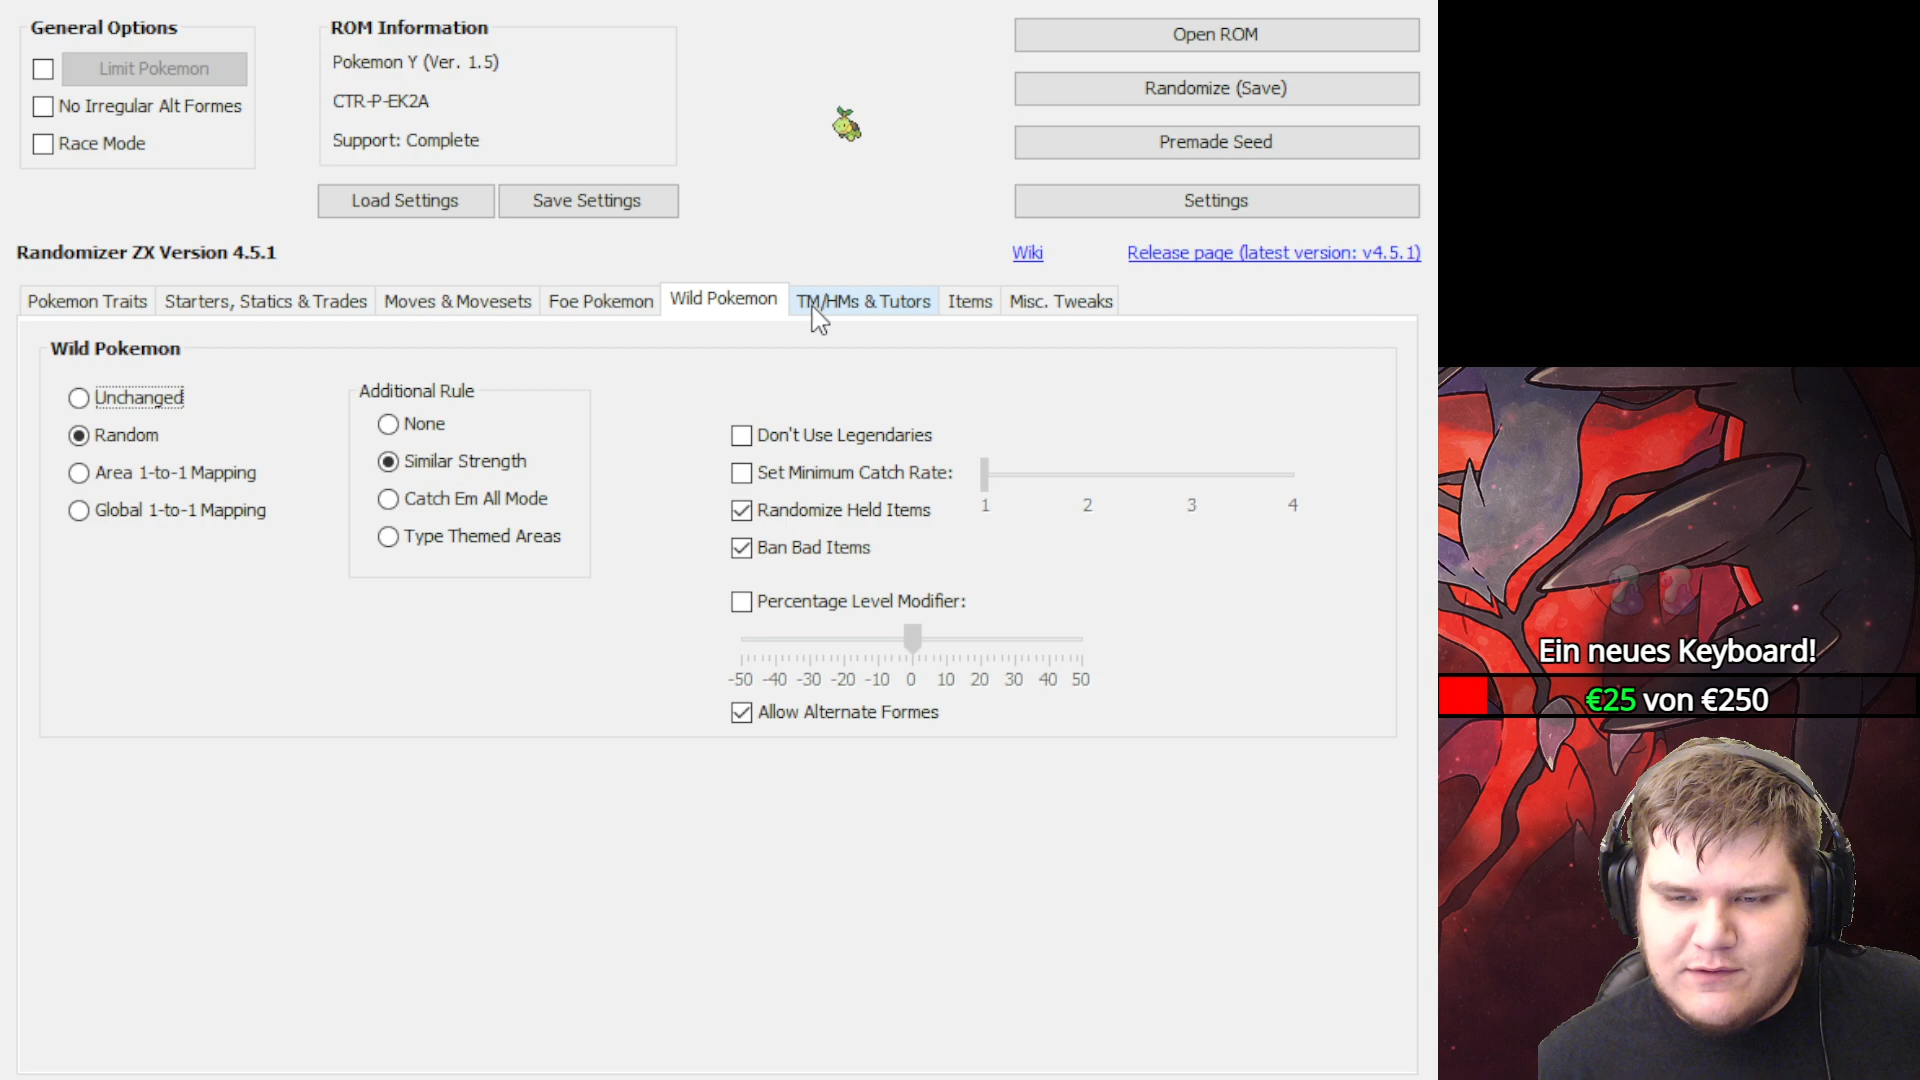 General Options
Limit Pokemon
No Irregular Alt Formes
Race Mode
ROM Information
Pokemon Y (Ver. 1.5)
CTR-P-EK2A
Support: Complete
Load Settings
Save Settings
Open ROM
Randomize (Save)
Premade Seed
Settings
Randomizer ZX Version 4.5.1
Wiki
Release page (latest version: v4.5.1)
Pokemon Traits
Starters, Statics & Trades
Moves & Movesets
Foe Pokemon
Wild Pokemon
TM/HMs & Tutors
Items
Misc. Tweaks
Wild Pokemon
Unchanged
Random
Area 1-to-1 Mapping
Global 1-to-1 Mapping
Additional Rule
None
Similar Strength
Catch Em All Mode
Type Themed Areas
Don't Use Legendaries
Set Minimum Catch Rate:
1 2 3 4
Randomize Held Items
Ban Bad Items
Percentage Level Modifier:
-50 -40 -30 -20 -10 0 10 20 30 40 50
Allow Alternate Formes
Ein neues Keyboard!
€25 von €250